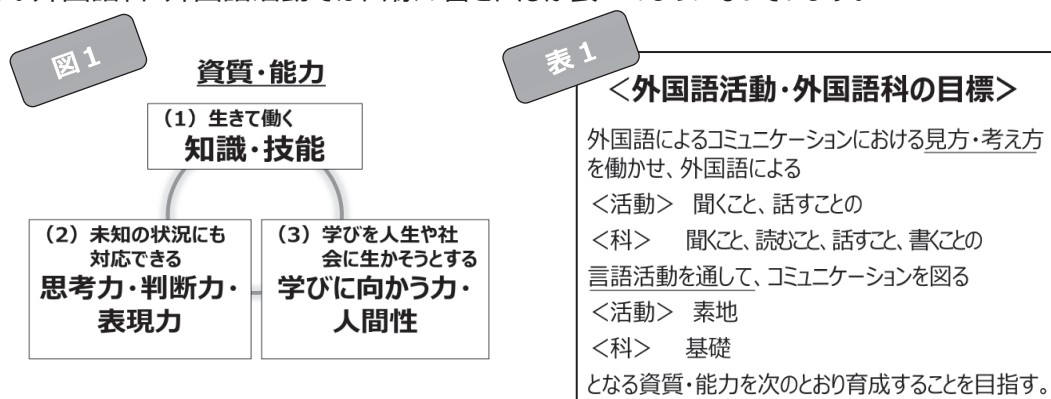 図1
資質・能力
(1)生きて働く
知識・技能
(2)未知の状況にも
対応できる
思考力・判断力・
表現力
(3)学びを人生や社
会に生かそうとする
学びに向かう力・
人間性
表1
<外国語活動・外国語科の目標>
外国語によるコミュニケーションにおける見方・考え方
を働かせ、外国語による
<活動> 聞くこと、話すことの
<科> 聞くこと、読むこと、話すこと、書くことの
言語活動を通して、コミュニケーションを図る
<活動> 素地
<科> 基礎
となる資質・能力を次のとおり育成することを目指す。